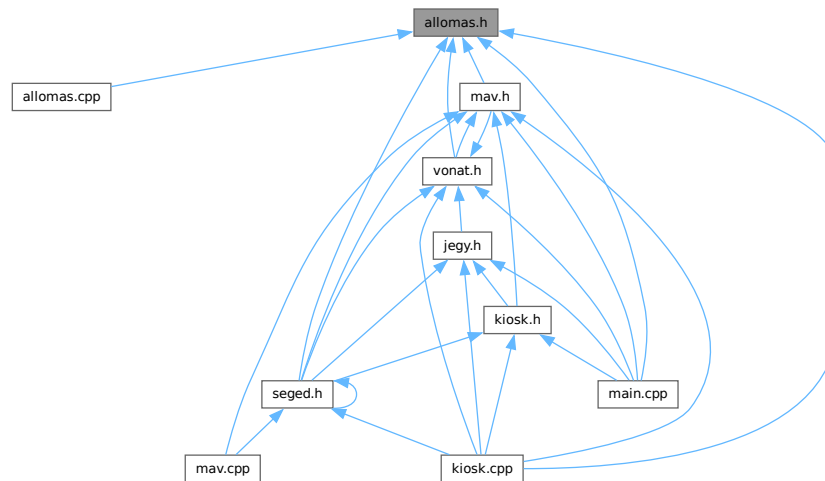 allomas.h
allomas.cpp
mav.h
vonat.h
jegy.h
kiosk.h
seged.h
main.cpp
mav.cpp
kiosk.cpp